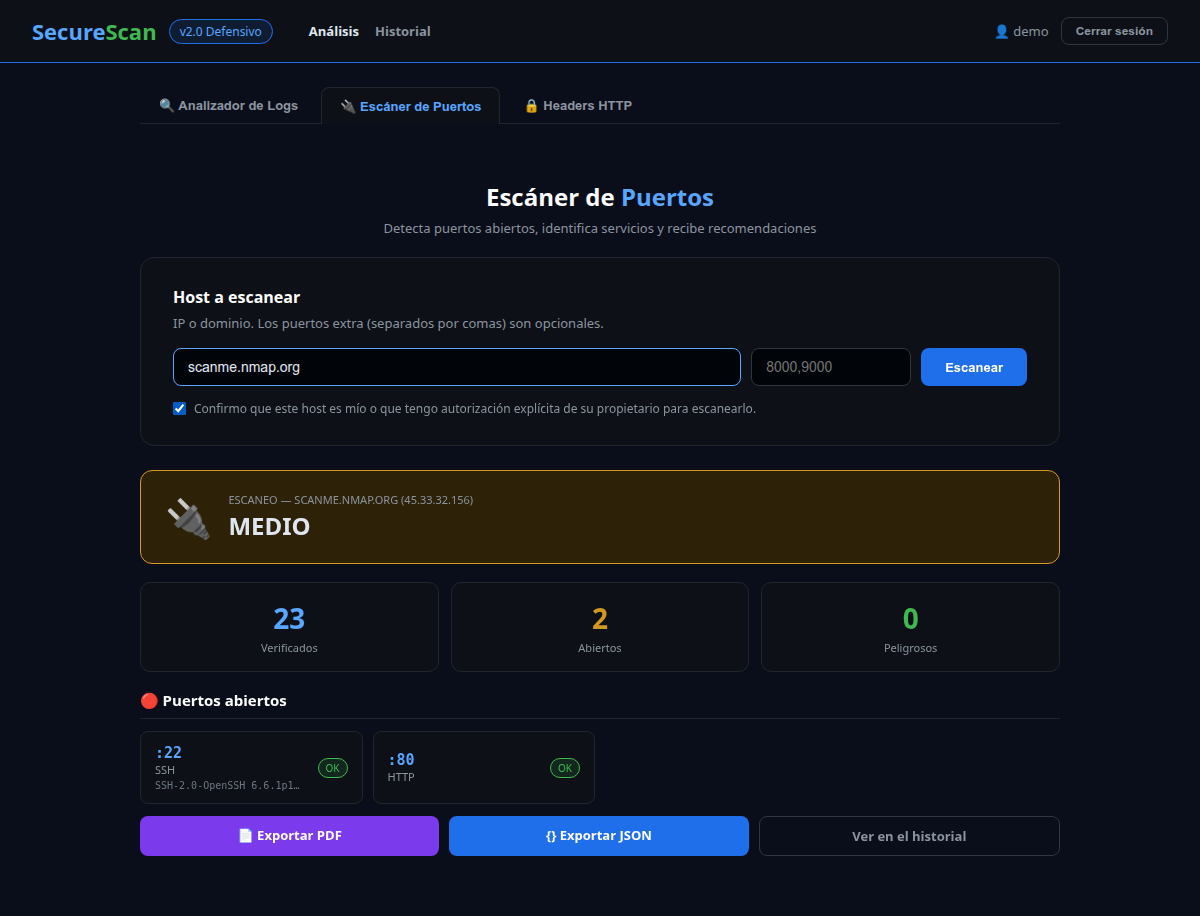 SecureScan v2.0 Defensivo Análisis Historial demo Cerrar sesión
Analizador de Logs Escáner de Puertos Headers HTTP
Escáner de Puertos
Detecta puertos abiertos, identifica servicios y recibe recomendaciones
Host a escanear
IP o dominio. Los puertos extra (separados por comas) son opcionales.
scanme.nmap.org 8000,9000 Escanear
Confirmo que este host es mío o que tengo autorización explícita de su propietario para escanearlo.
ESCANEO — SCANME.NMAP.ORG (45.33.32.156)
MEDIO
23 2 0
Verificados Abiertos Peligrosos
Puertos abiertos
:22
SSH
SSH-2.0-OpenSSH_6.6.1p1…
OK
:80
HTTP
OK
Exportar PDF {} Exportar JSON Ver en el historial